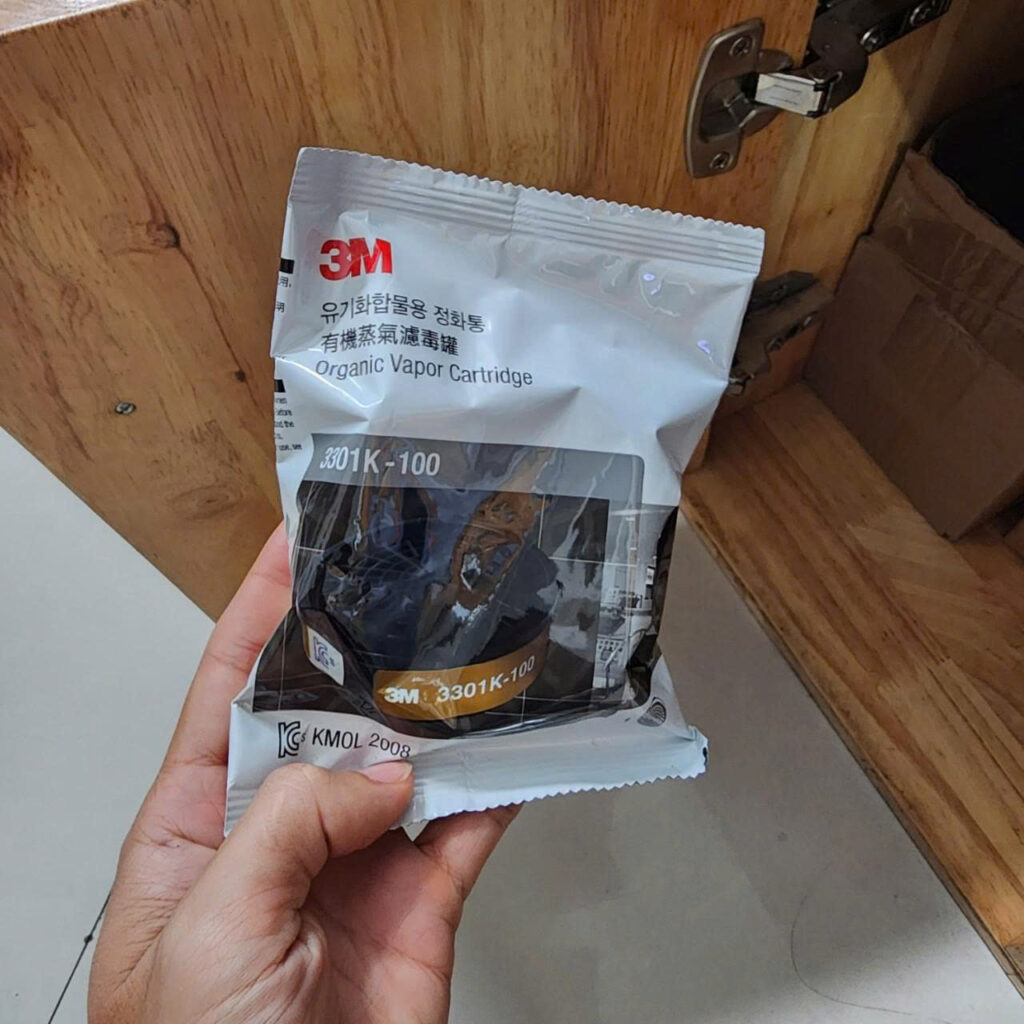 3M
유기화합물용 정화통
有機蒸氣濾毒罐
Organic Vapor Cartridge
3301K-100
3M 3301K-100
KCs KMOL 2008